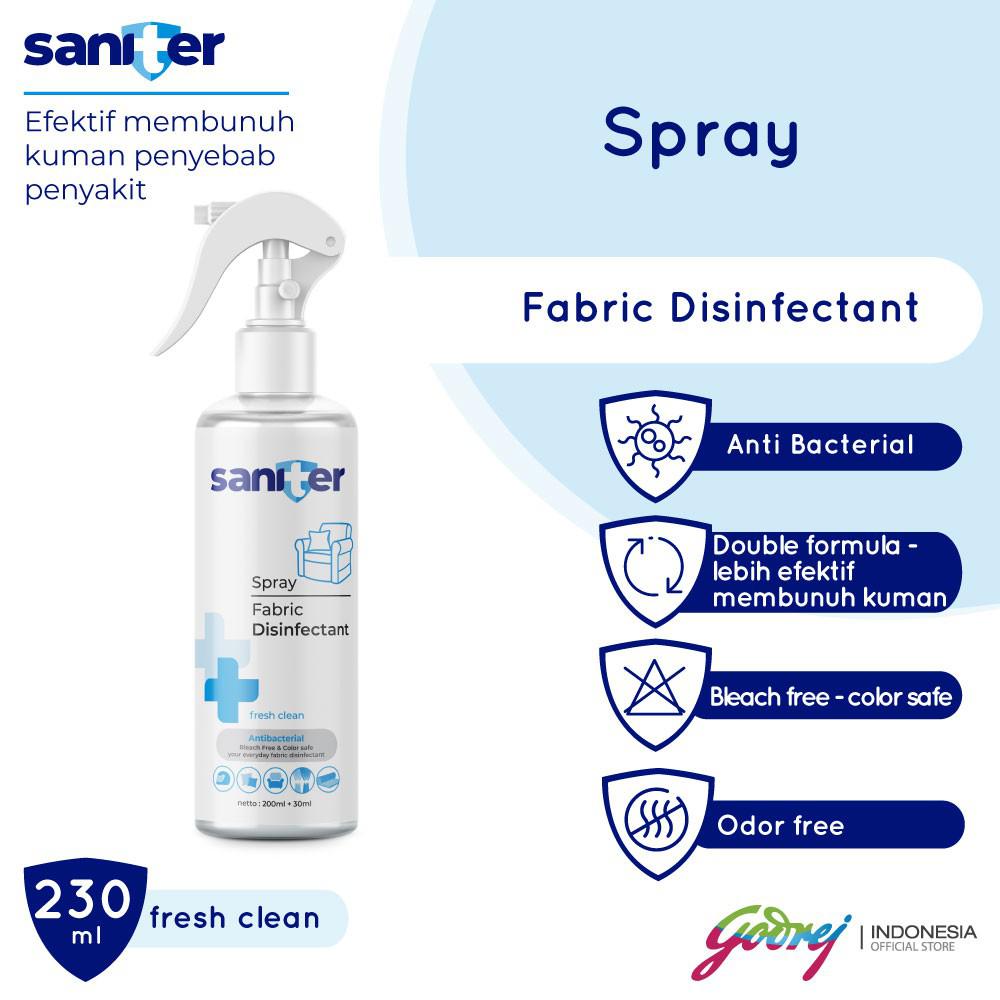 saniter
Efektif membunuh
kuman penyebab
penyakit
Spray
Fabric Disinfectant
Anti Bacterial
Double formula -
lebih efektif
membunuh kuman
Bleach free - color safe
Odor free
saniter
Spray
Fabric
Disinfectant
fresh clean
Antibacterial
Bleach Free & Color safe
your everyday fabric disinfectant
netto : 200ml + 30ml
230
ml
fresh clean
Godrej
INDONESIA
OFFICIAL STORE